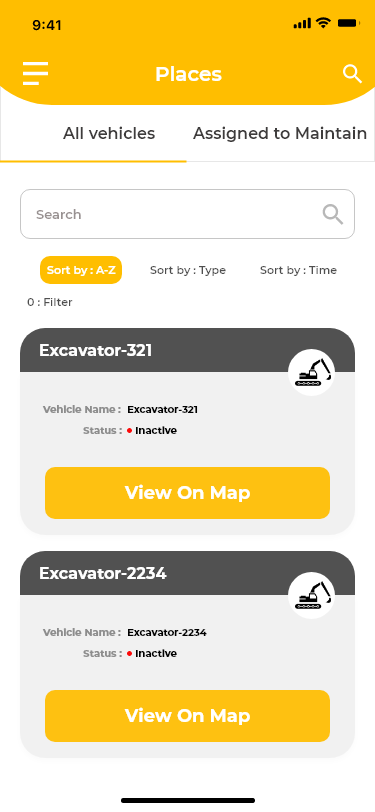 9:41
Places
All vehicles
Assigned to Maintain
Search
Sort by : A-Z
Sort by : Type
Sort by : Time
0 : Filter
Excavator-321
Vehicle Name : Excavator-321
Status : Inactive
View On Map
Excavator-2234
Vehicle Name : Excavator-2234
Status : Inactive
View On Map